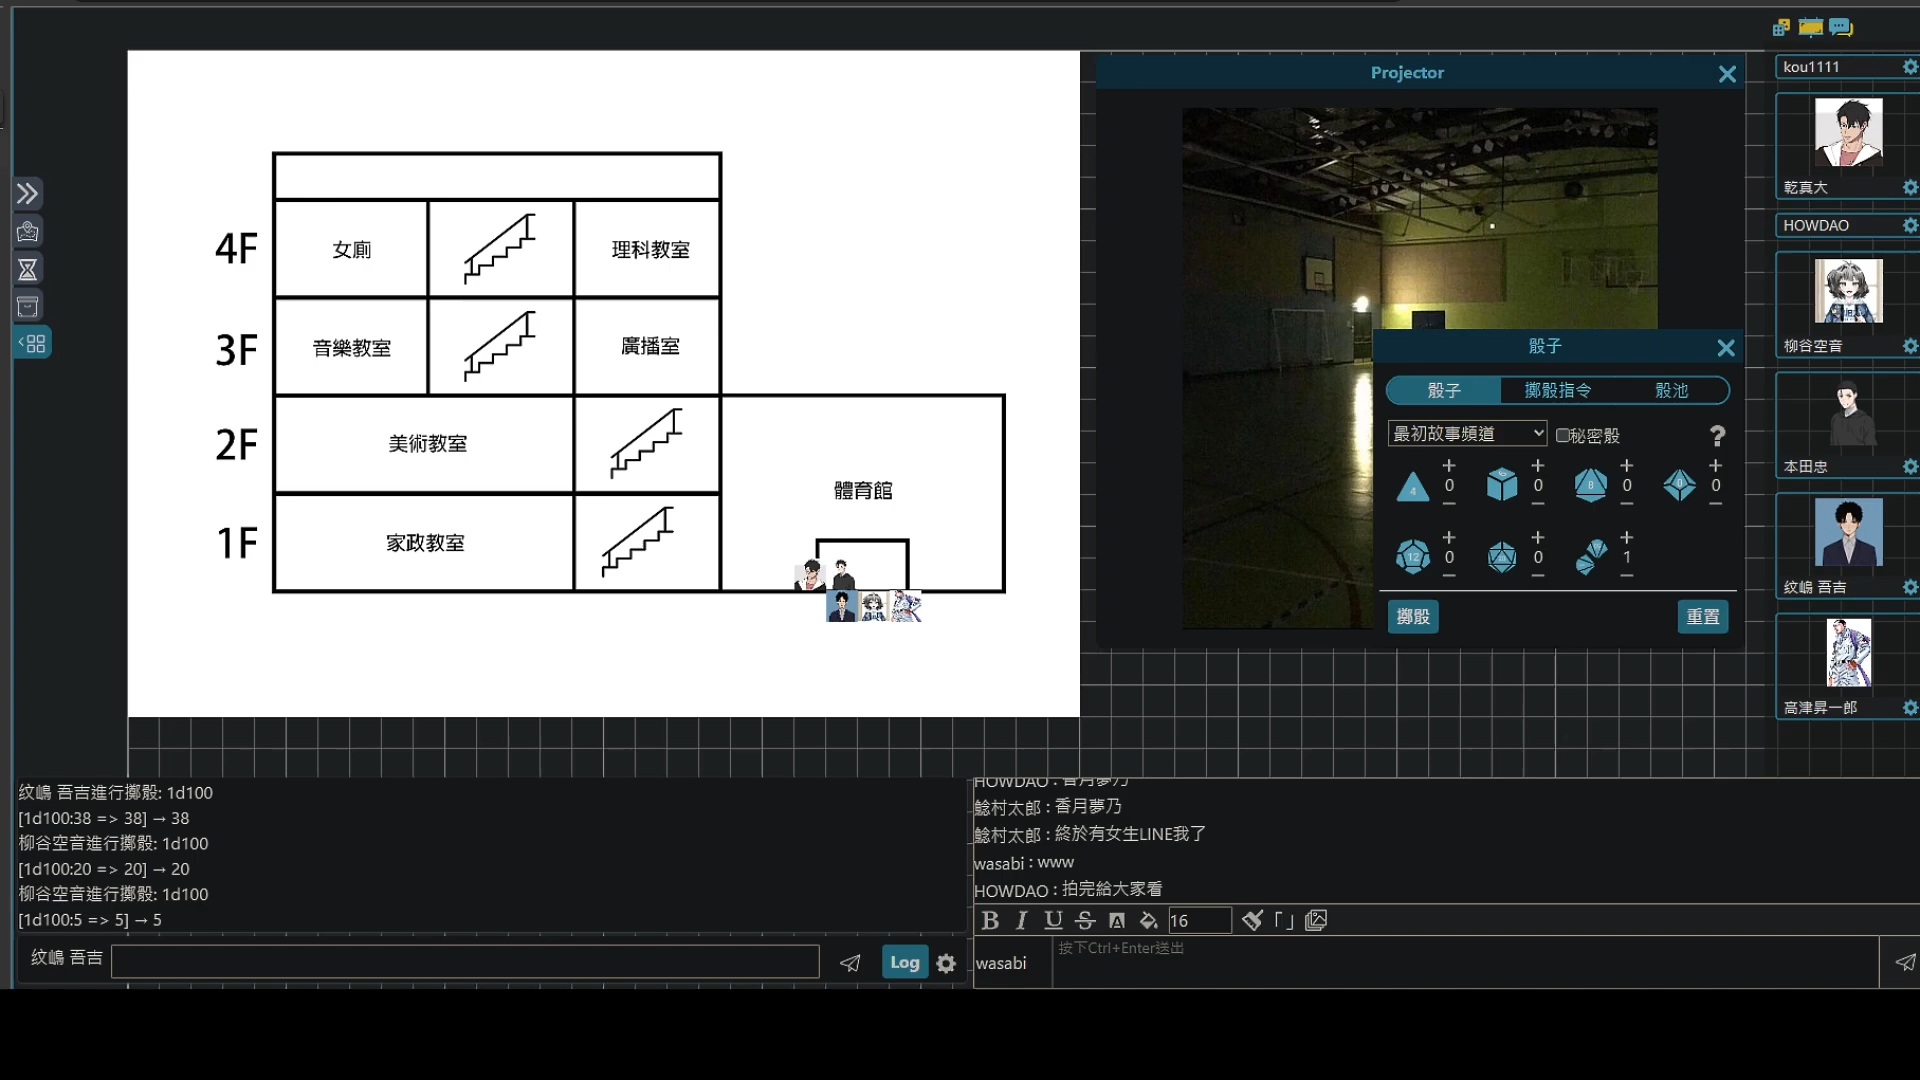 Projector
kou1111
乾真大
HOWDAO
柳谷空音
本田忠
紋嶋 吾吉
高津昇一郎
4F
女廁
理科教室
3F
音樂教室
廣播室
2F
美術教室
體育館
1F
家政教室
骰子
骰子 擲骰指令 骰池
最初故事頻道 秘密骰 ?
4 + 0 − + 0 − 8 + 0 − 0 + 0 −
12 + 0 − + 0 − + 1 −
擲骰 重置
紋嶋 吾吉進行擲骰: 1d100
[1d100:38 => 38] → 38
柳谷空音進行擲骰: 1d100
[1d100:20 => 20] → 20
柳谷空音進行擲骰: 1d100
[1d100:5 => 5] → 5
紋嶋 吾吉 Log
HOWDAO : 香月夢乃
鯰村太郎 : 香月夢乃
鯰村太郎 : 終於有女生LINE我了
wasabi : www
HOWDAO : 拍完給大家看
B I U S A 16 「」
wasabi 按下Ctrl+Enter送出